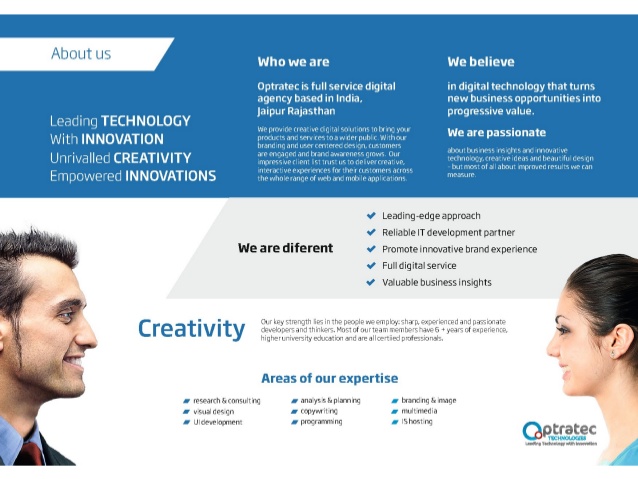 About us
Leading TECHNOLOGY
With INNOVATION
Unrivalled CREATIVITY
Empowered INNOVATIONS
Who we are
Optratec is full service digital
agency based in India,
Jaipur Rajasthan
We provide creative digital solutions to bring your
products and services to a wider public. With our
branding and user centered design, customers
are engaged and brand awareness grows. Our
impressive client list trust us to deliver creative,
interactive experiences for their customers across
the whole range of web and mobile applications.
We believe
in digital technology that turns
new business opportunities into
progressive value.
We are passionate
about business insights and innovative
technology, creative ideas and beautiful design
- but most of all about improved results we can
measure.
We are diferent
Leading-edge approach
Reliable IT development partner
Promote innovative brand experience
Full digital service
Valuable business insights
Creativity
Our key strength lies in the people we employ: sharp, experienced and passionate
developers and thinkers. Most of our team members have 6 + years of experience,
higher university education and are all certiied professionals.
Areas of our expertise
research & consulting
visual design
UI development
analysis & planning
copywriting
programming
branding & image
multimedia
IS hosting
Optratec
TECHNOLOGIES
Leading Technology with Innovation